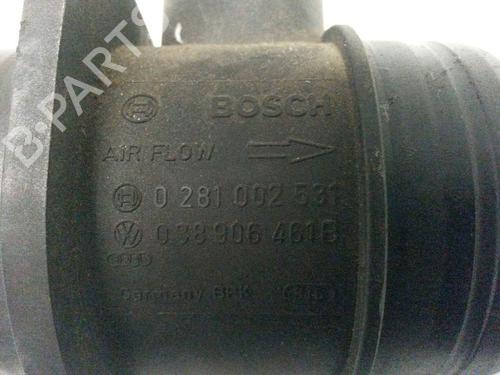 BOSCH
AIR FLOW
0 281 002 531
038 906 461B
Germany
B-PARTS